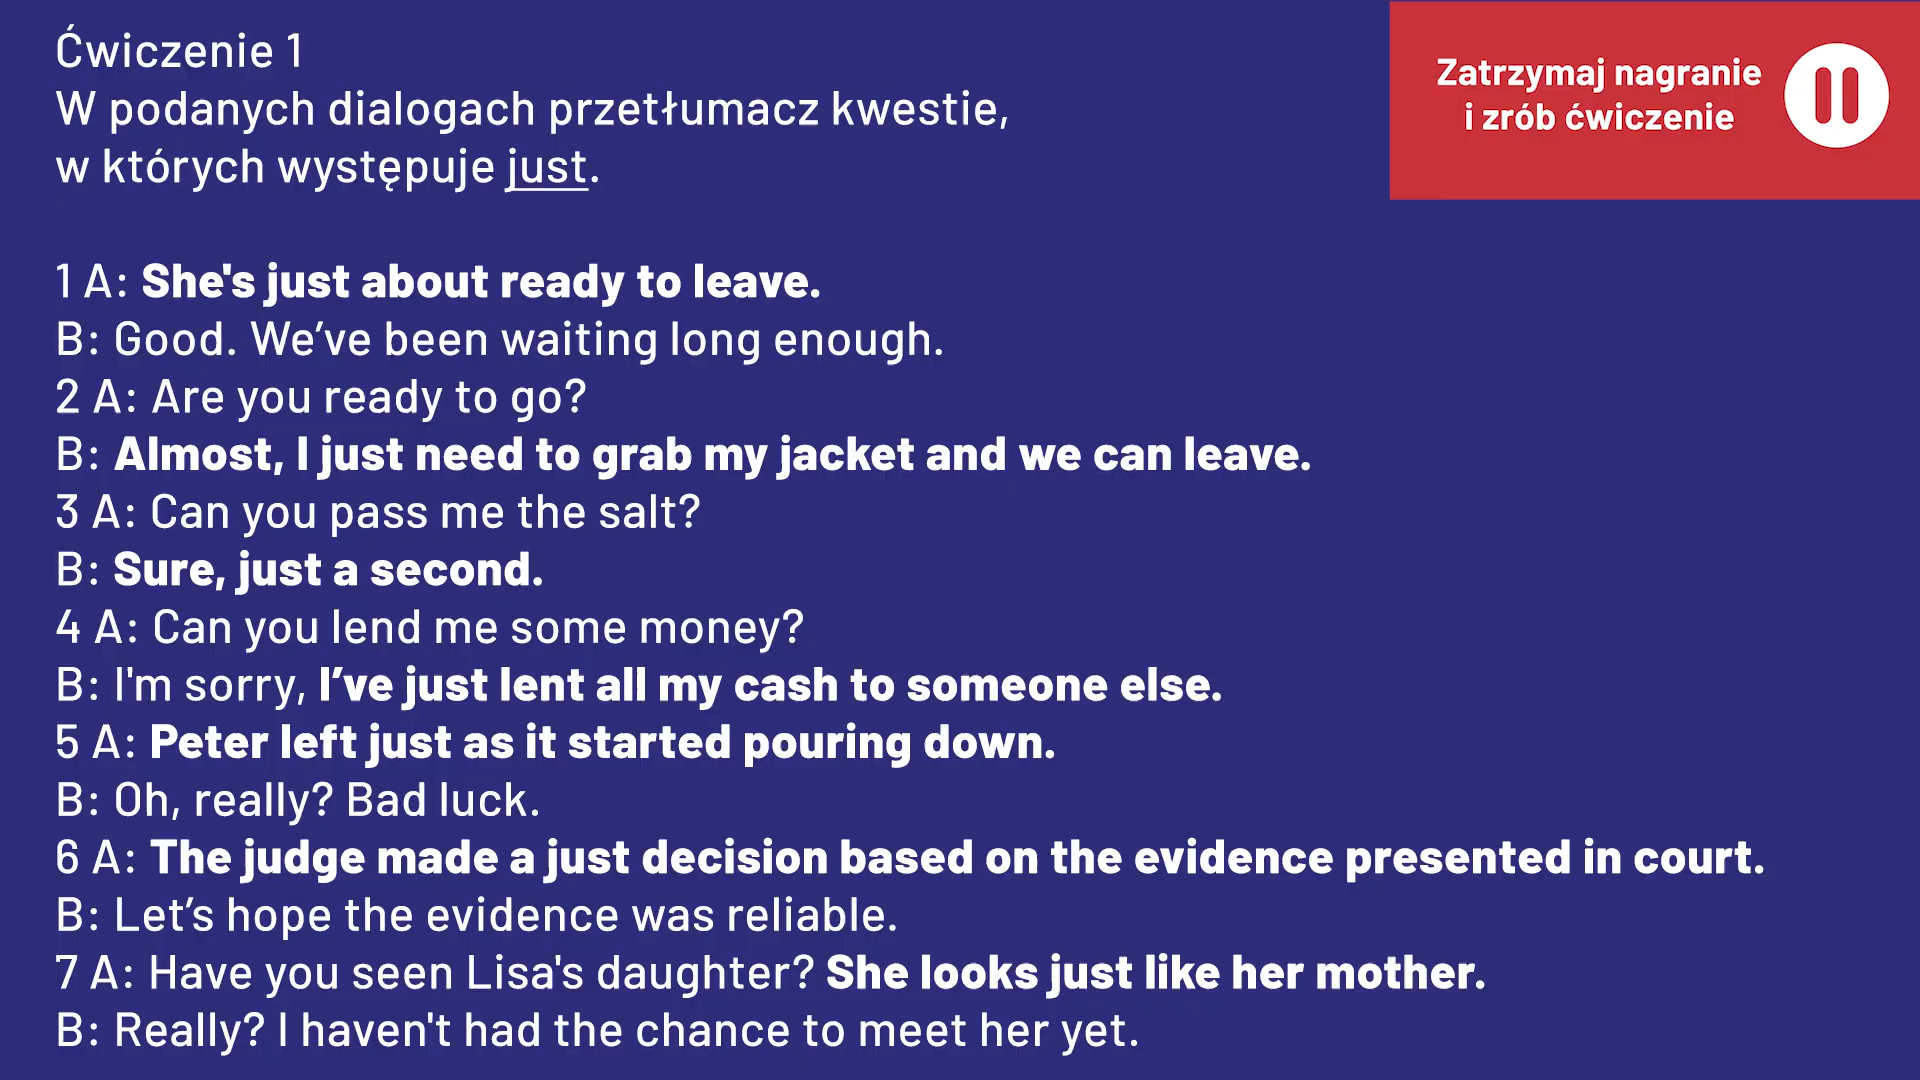 Ćwiczenie 1
W podanych dialogach przetłumacz kwestie,
w których występuje just.
Zatrzymaj nagranie
i zrób ćwiczenie
1 A: She's just about ready to leave.
B: Good. We’ve been waiting long enough.
2 A: Are you ready to go?
B: Almost, I just need to grab my jacket and we can leave.
3 A: Can you pass me the salt?
B: Sure, just a second.
4 A: Can you lend me some money?
B: I'm sorry, I’ve just lent all my cash to someone else.
5 A: Peter left just as it started pouring down.
B: Oh, really? Bad luck.
6 A: The judge made a just decision based on the evidence presented in court.
B: Let’s hope the evidence was reliable.
7 A: Have you seen Lisa's daughter? She looks just like her mother.
B: Really? I haven't had the chance to meet her yet.